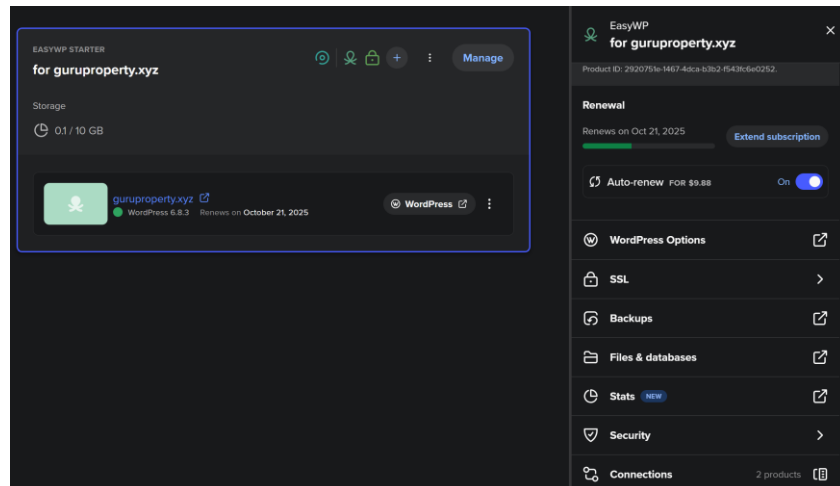 EASYWP STARTER
for guruproperty.xyz
Manage
Storage
0.1 / 10 GB
guruproperty.xyz
WordPress 6.8.3 Renews on October 21, 2025
WordPress
EasyWP
for guruproperty.xyz
Product ID: 2920751e-1467-4dca-b3b2-f543fc6e0252.
Renewal
Renews on Oct 21, 2025
Extend subscription
Auto-renew FOR $9.88
On
WordPress Options
SSL
Backups
Files & databases
Stats NEW
Security
Connections
2 products